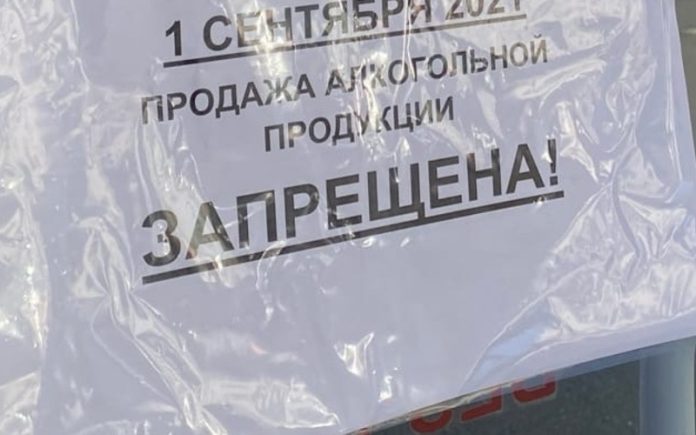 1 СЕНТЯБРЯ 2021
ПРОДАЖА АЛКОГОЛЬНОЙ
ПРОДУКЦИИ
ЗАПРЕЩЕНА!